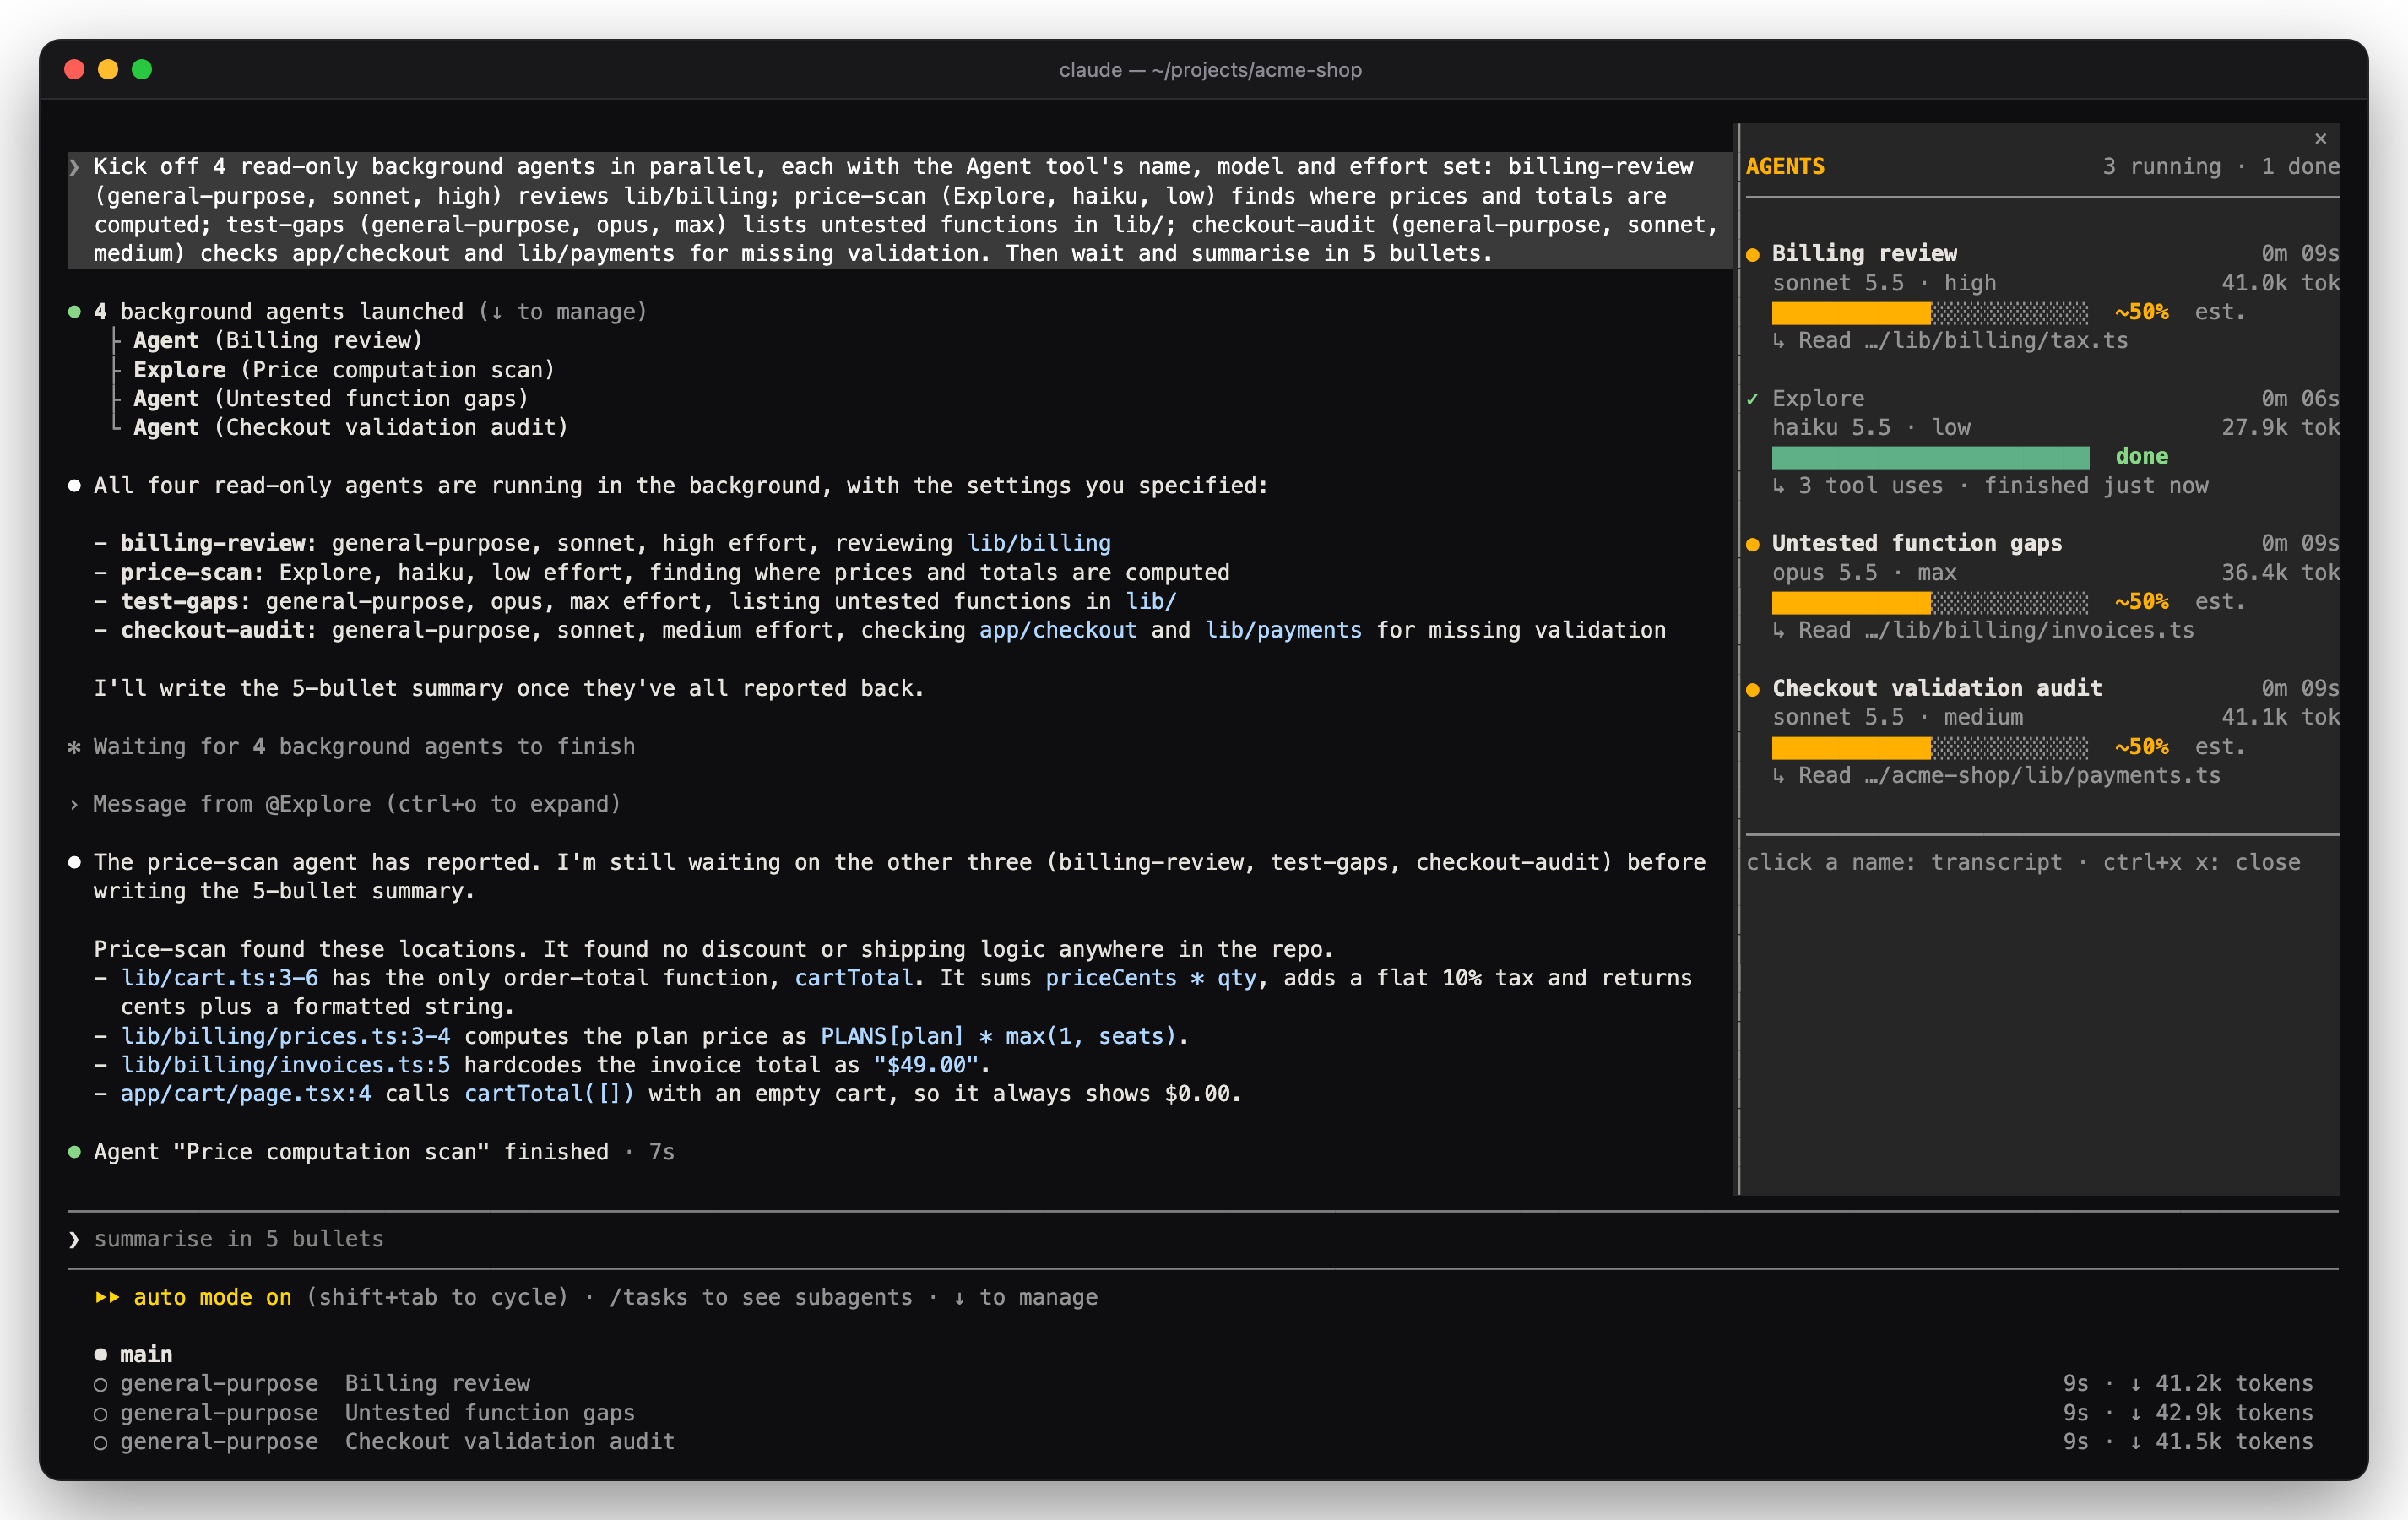 claude — ~/projects/acme-shop
❯ Kick off 4 read-only background agents in parallel, each with the Agent tool's name, model and effort set: billing-review
(general-purpose, sonnet, high) reviews lib/billing; price-scan (Explore, haiku, low) finds where prices and totals are
computed; test-gaps (general-purpose, opus, max) lists untested functions in lib/; checkout-audit (general-purpose, sonnet,
medium) checks app/checkout and lib/payments for missing validation. Then wait and summarise in 5 bullets.
● 4 background agents launched (↓ to manage)
├ Agent (Billing review)
├ Explore (Price computation scan)
├ Agent (Untested function gaps)
└ Agent (Checkout validation audit)
● All four read-only agents are running in the background, with the settings you specified:
- billing-review: general-purpose, sonnet, high effort, reviewing lib/billing
- price-scan: Explore, haiku, low effort, finding where prices and totals are computed
- test-gaps: general-purpose, opus, max effort, listing untested functions in lib/
- checkout-audit: general-purpose, sonnet, medium effort, checking app/checkout and lib/payments for missing validation
I'll write the 5-bullet summary once they've all reported back.
✻ Waiting for 4 background agents to finish
› Message from @Explore (ctrl+o to expand)
● The price-scan agent has reported. I'm still waiting on the other three (billing-review, test-gaps, checkout-audit) before
writing the 5-bullet summary.
Price-scan found these locations. It found no discount or shipping logic anywhere in the repo.
- lib/cart.ts:3-6 has the only order-total function, cartTotal. It sums priceCents * qty, adds a flat 10% tax and returns
cents plus a formatted string.
- lib/billing/prices.ts:3-4 computes the plan price as PLANS[plan] * max(1, seats).
- lib/billing/invoices.ts:5 hardcodes the invoice total as "$49.00".
- app/cart/page.tsx:4 calls cartTotal([]) with an empty cart, so it always shows $0.00.
● Agent "Price computation scan" finished · 7s
×
AGENTS 3 running · 1 done
● Billing review 0m 09s
sonnet 5.5 · high 41.0k tok
~50% est.
↳ Read …/lib/billing/tax.ts
✓ Explore 0m 06s
haiku 5.5 · low 27.9k tok
done
↳ 3 tool uses · finished just now
● Untested function gaps 0m 09s
opus 5.5 · max 36.4k tok
~50% est.
↳ Read …/lib/billing/invoices.ts
● Checkout validation audit 0m 09s
sonnet 5.5 · medium 41.1k tok
~50% est.
↳ Read …/acme-shop/lib/payments.ts
click a name: transcript · ctrl+x x: close
❯ summarise in 5 bullets
⏵⏵ auto mode on (shift+tab to cycle) · /tasks to see subagents · ↓ to manage
● main
○ general-purpose Billing review 9s · ↓ 41.2k tokens
○ general-purpose Untested function gaps 9s · ↓ 42.9k tokens
○ general-purpose Checkout validation audit 9s · ↓ 41.5k tokens